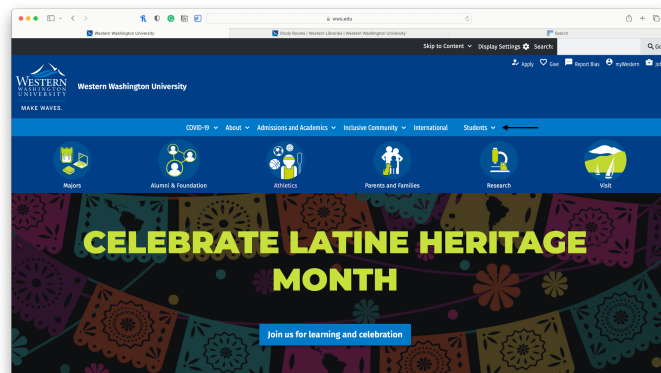 wwu.edu
Western Washington University
Study Rooms | Western Libraries | Western Washington University
Search
Skip to Content
Display Settings
Search:
Go
Apply
Give
Report Bias
myWestern
WESTERN
WASHINGTON
UNIVERSITY
MAKE WAVES.
Western Washington University
COVID-19
About
Admissions and Academics
Inclusive Community
International
Students
Majors
Alumni & Foundation
Athletics
Parents and Families
Research
Visit
CELEBRATE LATINE HERITAGE
MONTH
Join us for learning and celebration